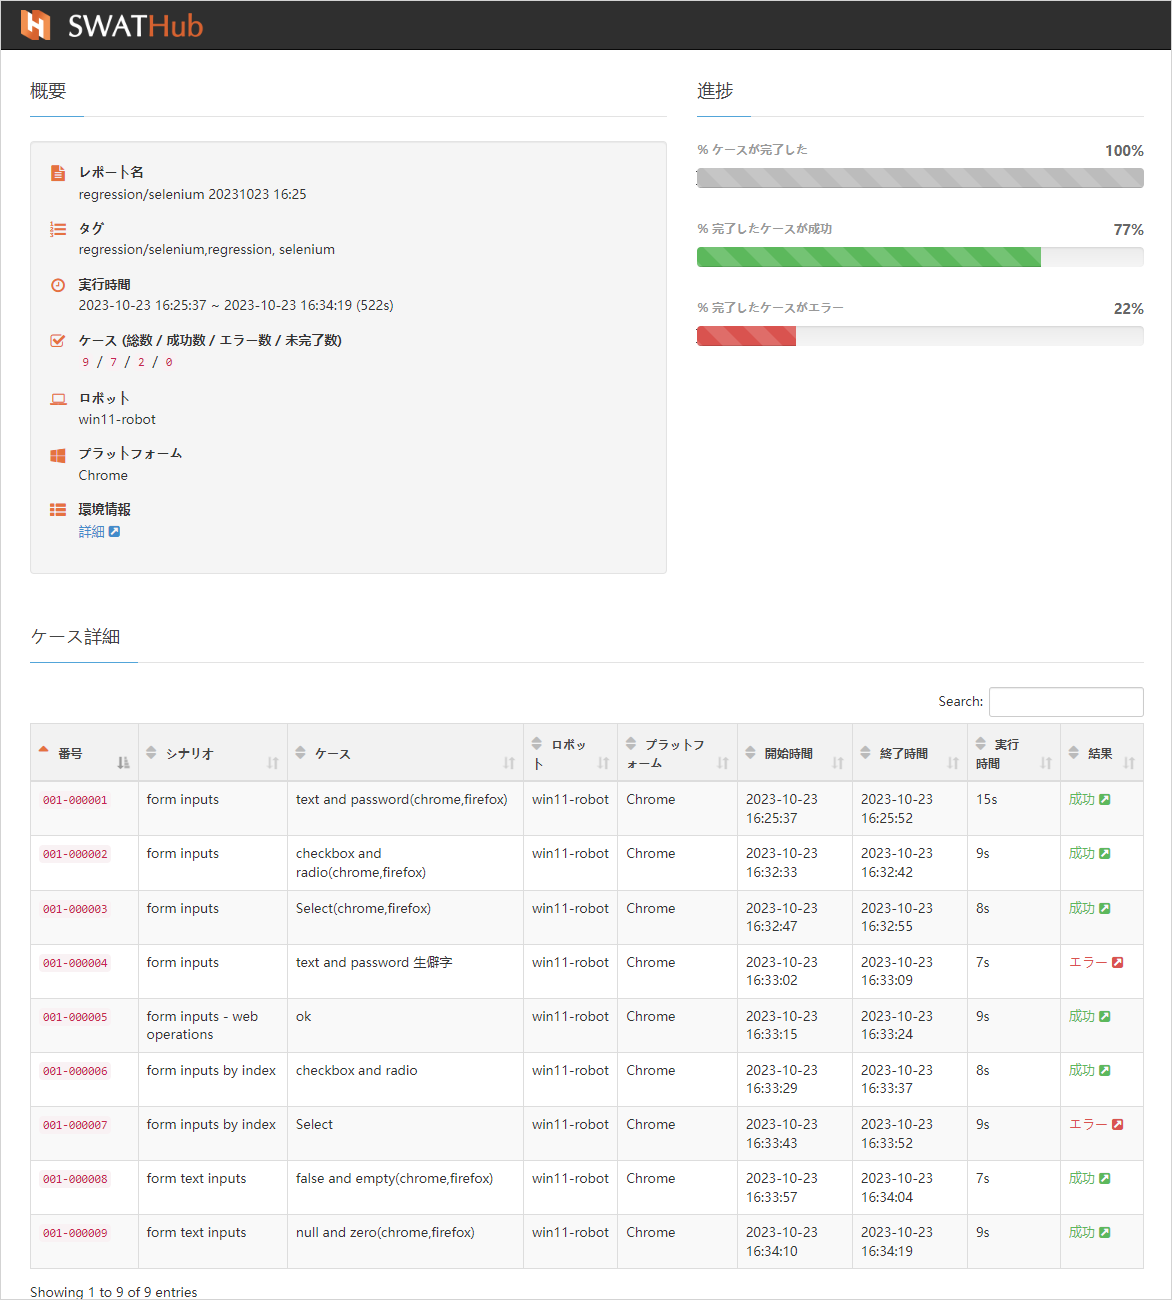 SWATHub
概要
レポート名
regression/selenium 20231023 16:25
タグ
regression/selenium,regression, selenium
実行時間
2023-10-23 16:25:37 ~ 2023-10-23 16:34:19 (522s)
ケース (総数 / 成功数 / エラー数 / 未完了数)
9 / 7 / 2 / 0
ロボット
win11-robot
プラットフォーム
Chrome
環境情報
詳細
進捗
% ケースが完了した 100%
% 完了したケースが成功 77%
% 完了したケースがエラー 22%
ケース詳細
Search:
番号 シナリオ ケース ロボット プラットフォーム 開始時間 終了時間 実行時間 結果
001-000001 form inputs text and password(chrome,firefox) win11-robot Chrome 2023-10-23 16:25:37 2023-10-23 16:25:52 15s 成功
001-000002 form inputs checkbox and radio(chrome,firefox) win11-robot Chrome 2023-10-23 16:32:33 2023-10-23 16:32:42 9s 成功
001-000003 form inputs Select(chrome,firefox) win11-robot Chrome 2023-10-23 16:32:47 2023-10-23 16:32:55 8s 成功
001-000004 form inputs text and password 生僻字 win11-robot Chrome 2023-10-23 16:33:02 2023-10-23 16:33:09 7s エラー
001-000005 form inputs - web operations ok win11-robot Chrome 2023-10-23 16:33:15 2023-10-23 16:33:24 9s 成功
001-000006 form inputs by index checkbox and radio win11-robot Chrome 2023-10-23 16:33:29 2023-10-23 16:33:37 8s 成功
001-000007 form inputs by index Select win11-robot Chrome 2023-10-23 16:33:43 2023-10-23 16:33:52 9s エラー
001-000008 form text inputs false and empty(chrome,firefox) win11-robot Chrome 2023-10-23 16:33:57 2023-10-23 16:34:04 7s 成功
001-000009 form text inputs null and zero(chrome,firefox) win11-robot Chrome 2023-10-23 16:34:10 2023-10-23 16:34:19 9s 成功
Showing 1 to 9 of 9 entries